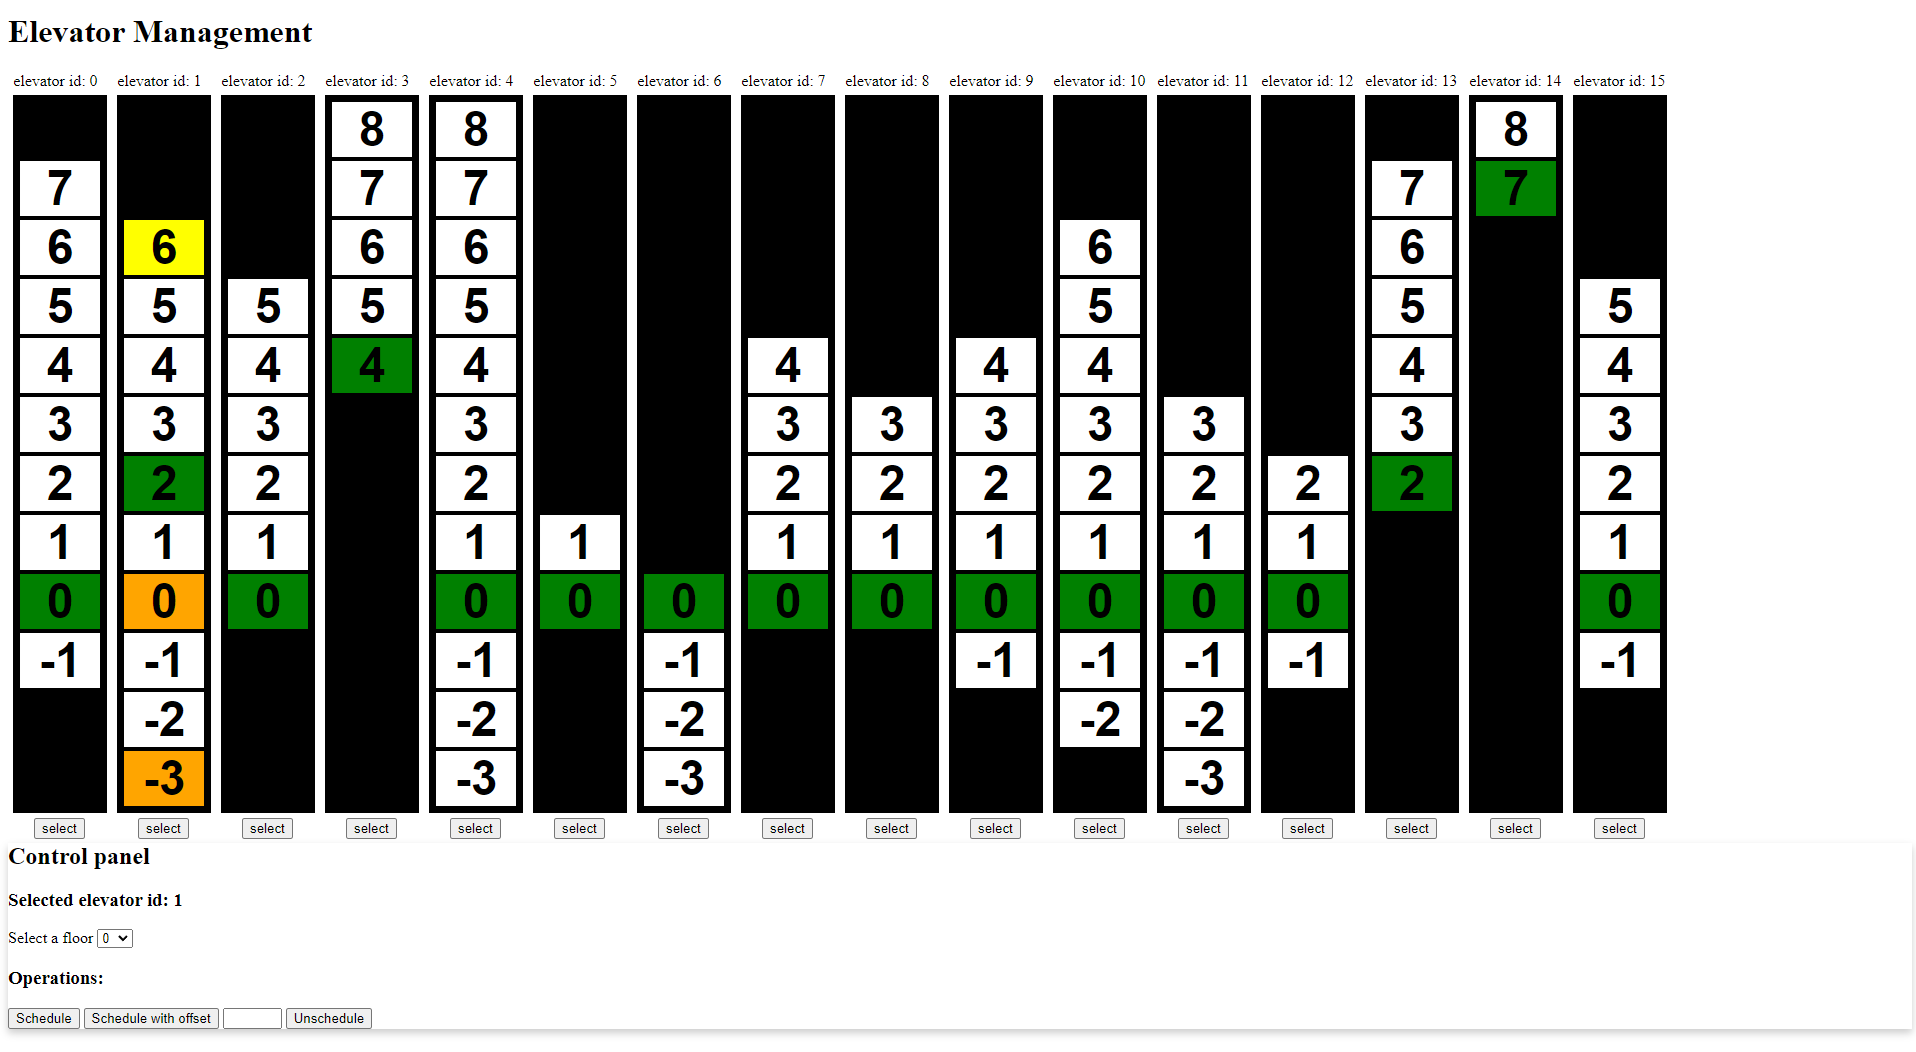 Elevator Management
elevator id: 0 elevator id: 1 elevator id: 2 elevator id: 3 elevator id: 4 elevator id: 5 elevator id: 6 elevator id: 7 elevator id: 8 elevator id: 9 elevator id: 10 elevator id: 11 elevator id: 12 elevator id: 13 elevator id: 14 elevator id: 15
8 8 8
7 7 7 7 7
6 6 6 6 6 6
5 5 5 5 5 5 5 5
4 4 4 4 4 4 4 4 4 4
3 3 3 3 3 3 3 3 3 3 3
2 2 2 2 2 2 2 2 2 2 2 2
1 1 1 1 1 1 1 1 1 1 1 1
0 0 0 0 0 0 0 0 0 0 0 0 0
-1 -1 -1 -1 -1 -1 -1 -1 -1
-2 -2 -2 -2 -2
-3 -3 -3 -3
select select select select select select select select select select select select select select select select
Control panel
Selected elevator id: 1
Select a floor 0
Operations:
Schedule Schedule with offset Unschedule